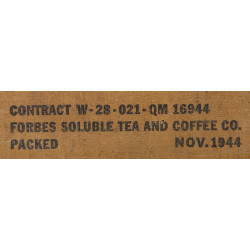 CONTRACT W-28-021-QM 16944
FORBES SOLUBLE TEA AND COFFEE CO.
PACKED NOV. 1944